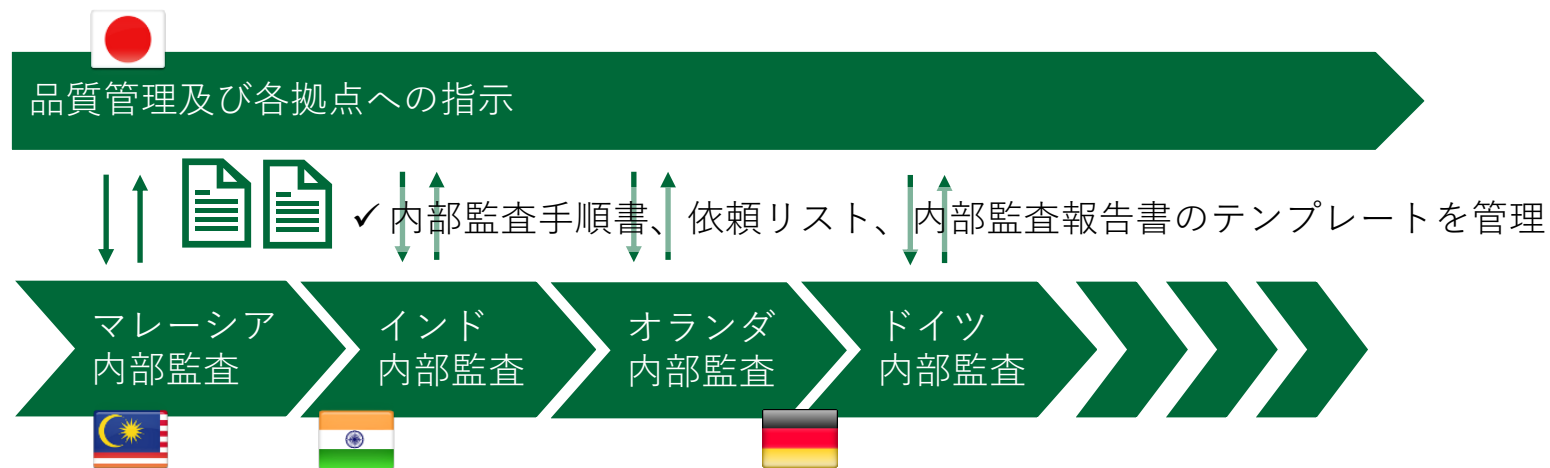 品質管理及び各拠点への指示
✓内部監査手順書、依頼リスト、内部監査報告書のテンプレートを管理
マレーシア
内部監査
インド
内部監査
オランダ
内部監査
ドイツ
内部監査